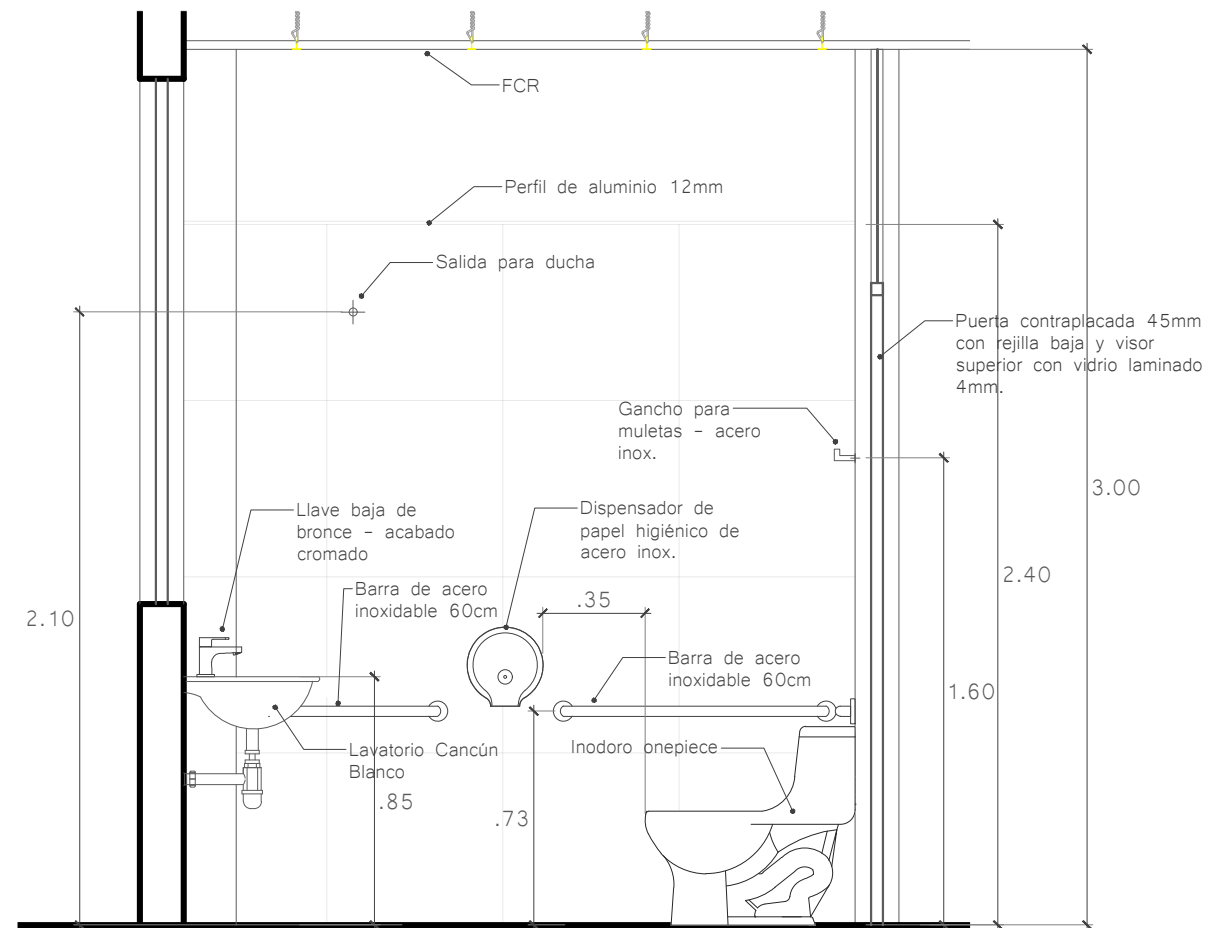 FCR
Perfil de aluminio 12mm
Salida para ducha
Puerta contraplacada 45mm
con rejilla baja y visor
superior con vidrio laminado
4mm.
Gancho para
muletas - acero
inox.
3.00
Llave baja de
bronce - acabado
cromado
Dispensador de
papel higiénico de
acero inox.
2.40
Barra de acero
inoxidable 60cm
.35
2.10
Barra de acero
inoxidable 60cm
1.60
Lavatorio Cancún
Blanco
Inodoro onepiece
.85
.73